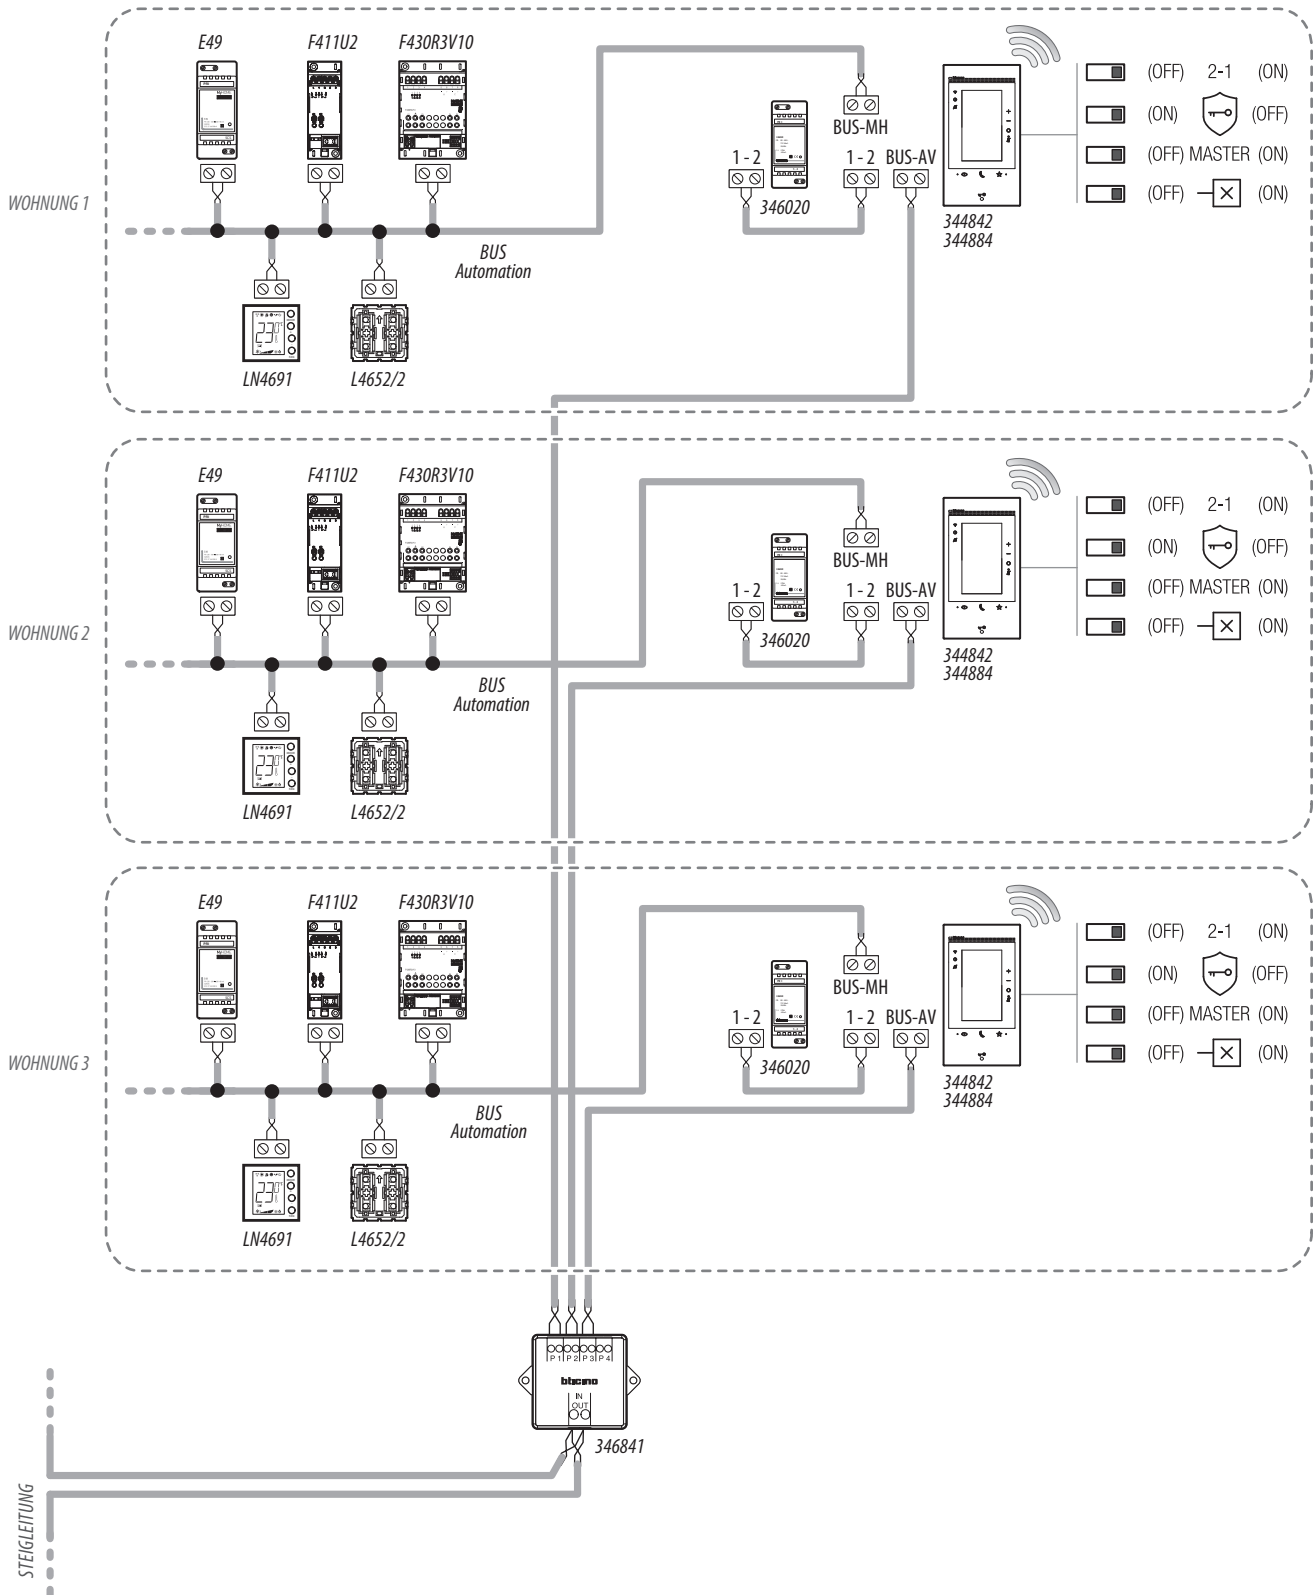 E49 F411U2 F430R3V10
(OFF) 2-1 (ON)
(ON) (OFF)
BUS-MH
(OFF) MASTER (ON)
1 - 2 1 - 2 BUS-AV
(OFF) (ON)
346020
WOHNUNG 1
344842
344884
BUS
Automation
LN4691 L4652/2
E49 F411U2 F430R3V10
(OFF) 2-1 (ON)
(ON) (OFF)
BUS-MH
(OFF) MASTER (ON)
1 - 2 1 - 2 BUS-AV
(OFF) (ON)
346020
WOHNUNG 2
344842
344884
BUS
Automation
LN4691 L4652/2
E49 F411U2 F430R3V10
(OFF) 2-1 (ON)
(ON) (OFF)
BUS-MH
(OFF) MASTER (ON)
1 - 2 1 - 2 BUS-AV
(OFF) (ON)
346020
WOHNUNG 3
344842
344884
BUS
Automation
LN4691 L4652/2
P1 P2 P3 P4
bticino
IN
OUT
346841
STEIGLEITUNG